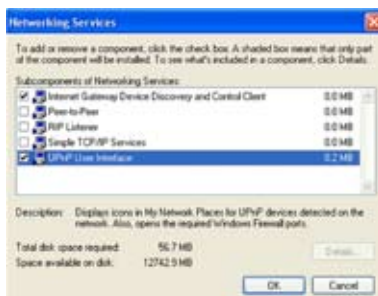 Networking Services
To add or remove a component, click the check box. A shaded box means that only part
of the component will be installed. To see what's included in a component, click Details.
Subcomponents of Networking Services:
Internet Gateway Device Discovery and Control Client 0.0 MB
Peer-to-Peer 0.0 MB
RIP Listener 0.0 MB
Simple TCP/IP Services 0.0 MB
UPnP User Interface 0.2 MB
Description: Displays icons in My Network Places for UPnP devices detected on the
network. Also, opens the required Windows Firewall ports.
Total disk space required: 56.7 MB
Space available on disk: 12742.9 MB
Details...
OK Cancel